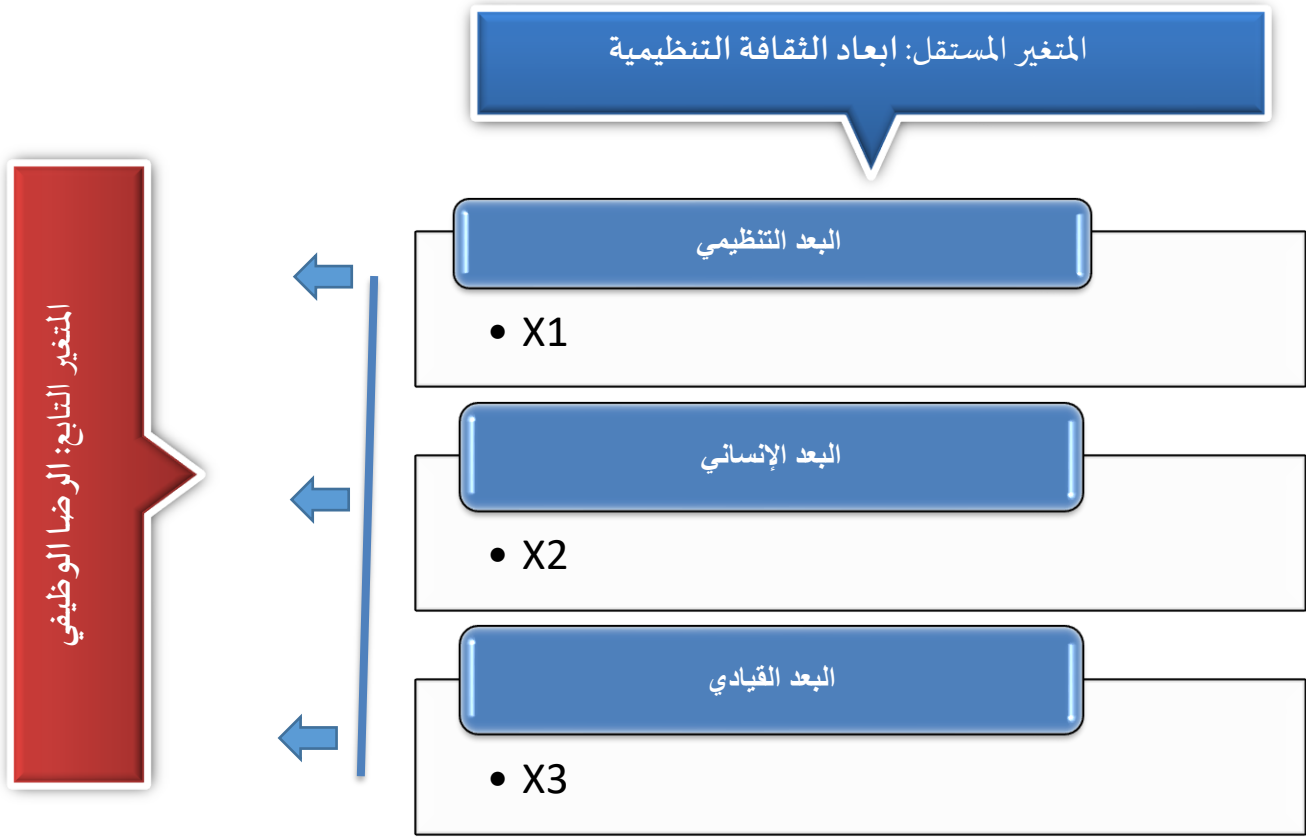 المتغير المستقل: ابعاد الثقافة التنظيمية
البعد التنظيمي
• X1
البعد الإنساني
• X2
البعد القيادي
• X3
المتغير التابع: الرضا الوظيفي